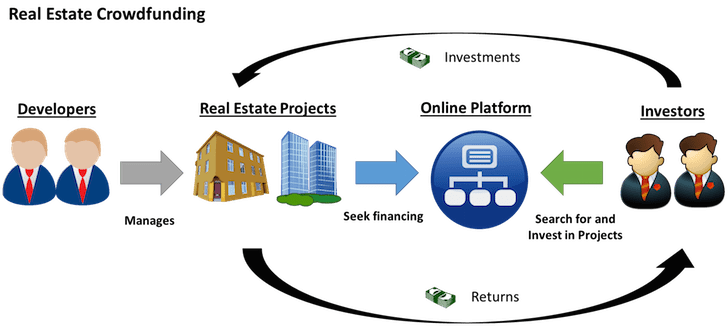 Real Estate Crowdfunding
Investments
Developers
Real Estate Projects
Online Platform
Investors
Manages
Seek financing
Search for and
Invest in Projects
Returns